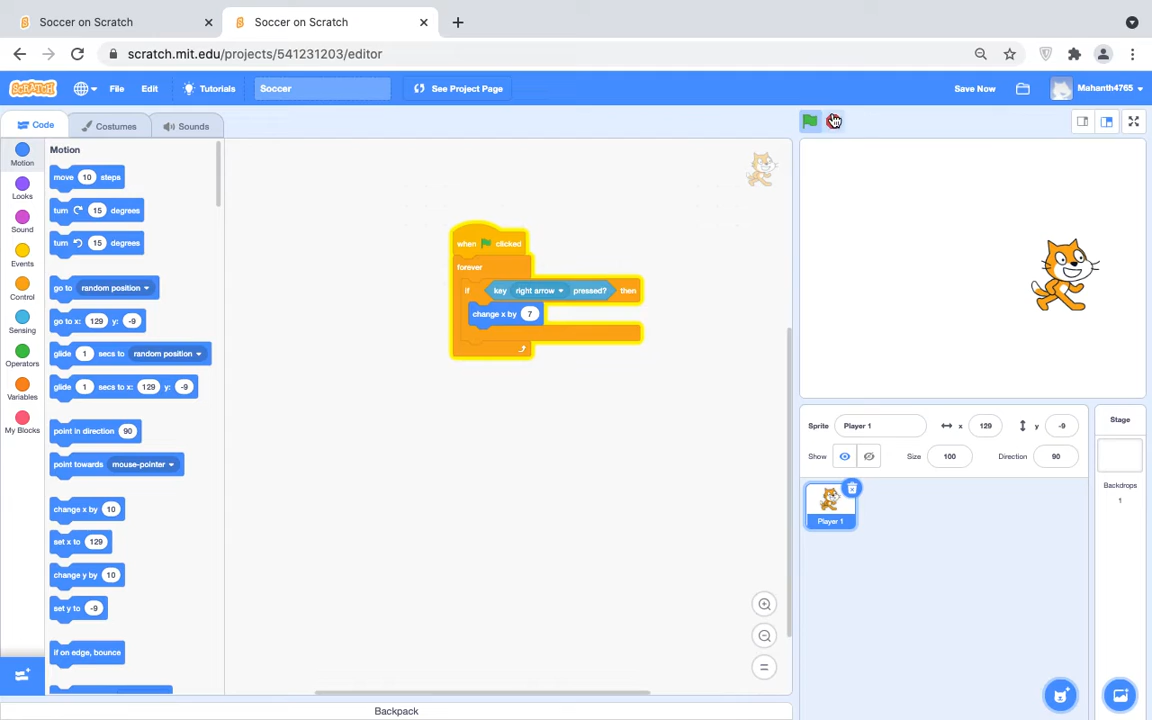 Soccer on Scratch
Soccer on Scratch
scratch.mit.edu/projects/541231203/editor
SCRATCH
File
Edit
Tutorials
Soccer
See Project Page
Save Now
Mahanth4765
Code
Costumes
Sounds
Motion
Looks
Sound
Events
Control
Sensing
Operators
Variables
My Blocks
Motion
move 10 steps
turn 15 degrees
turn 15 degrees
go to random position
go to x: 129 y: -9
glide 1 secs to random position
glide 1 secs to x: 129 y: -9
point in direction 90
point towards mouse-pointer
change x by 10
set x to 129
change y by 10
set y to -9
if on edge, bounce
when clicked
forever
if key right arrow pressed? then
change x by 7
Sprite Player 1 x 129 y -9
Show Size 100 Direction 90
Player 1
Stage
Backdrops
1
Backpack